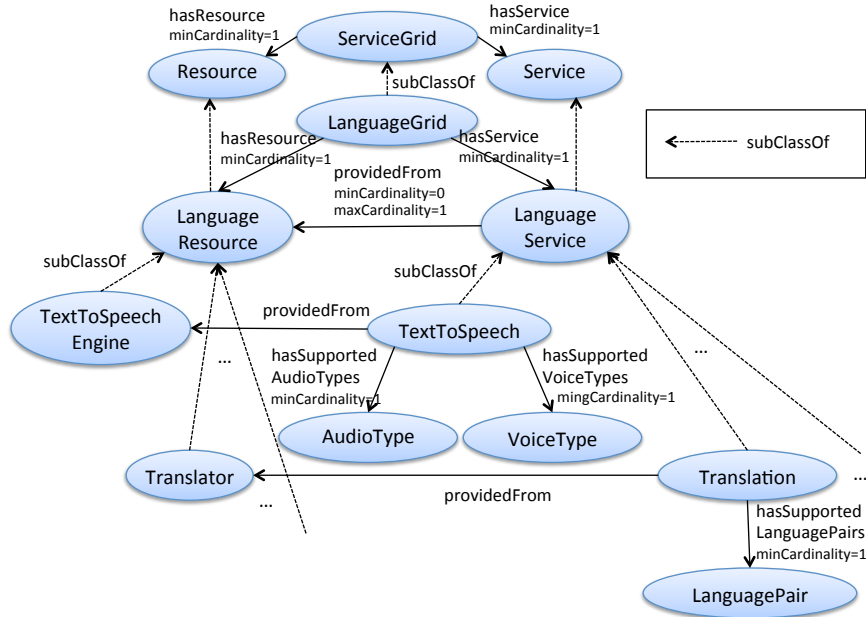 hasResource
minCardinality=1
ServiceGrid
hasService
minCardinality=1
Resource
Service
subClassOf
LanguageGrid
hasResource
minCardinality=1
hasService
minCardinality=1
subClassOf
providedFrom
minCardinality=0
maxCardinality=1
Language
Resource
Language
Service
subClassOf
subClassOf
TextToSpeech
Engine
providedFrom
TextToSpeech
...
...
hasSupported
AudioTypes
minCardinality=1
hasSupported
VoiceTypes
mingCardinality=1
AudioType
VoiceType
Translator
...
providedFrom
Translation
...
hasSupported
LanguagePairs
minCardinality=1
LanguagePair